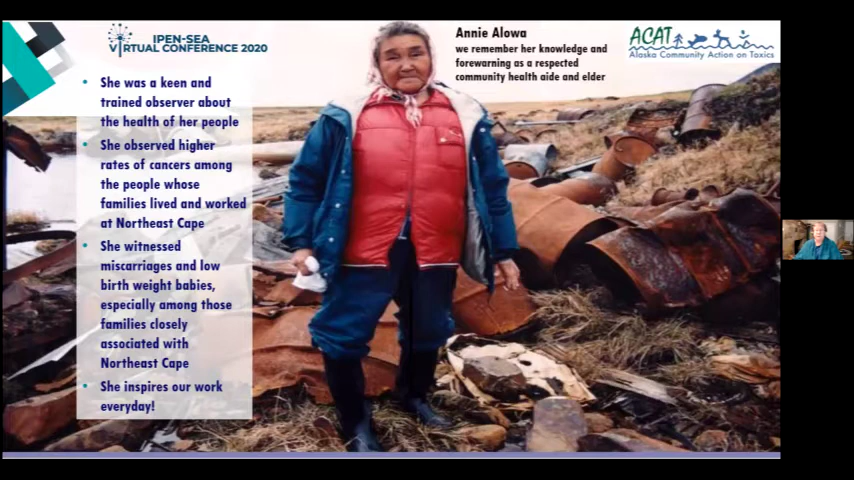 IPEN-SEA
VIRTUAL CONFERENCE 2020
Annie Alowa
we remember her knowledge and
forewarning as a respected
community health aide and elder
ACAT
Alaska Community Action on Toxics
• She was a keen and
trained observer about
the health of her people
• She observed higher
rates of cancers among
the people whose
families lived and worked
at Northeast Cape
• She witnessed
miscarriages and low
birth weight babies,
especially among those
families closely
associated with
Northeast Cape
• She inspires our work
everyday!